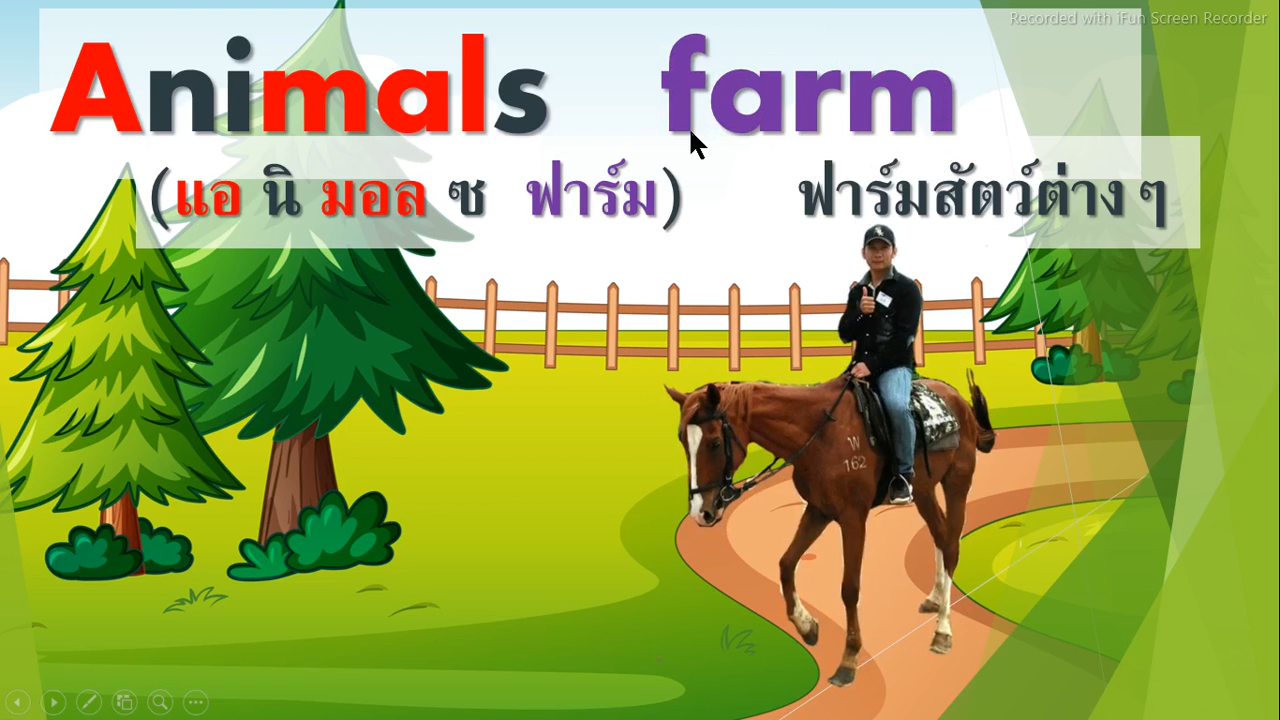 Recorded with iFun Screen Recorder
Animals farm
(แอ นิ มอล ซ ฟาร์ม) ฟาร์มสัตว์ต่าง ๆ
W
162